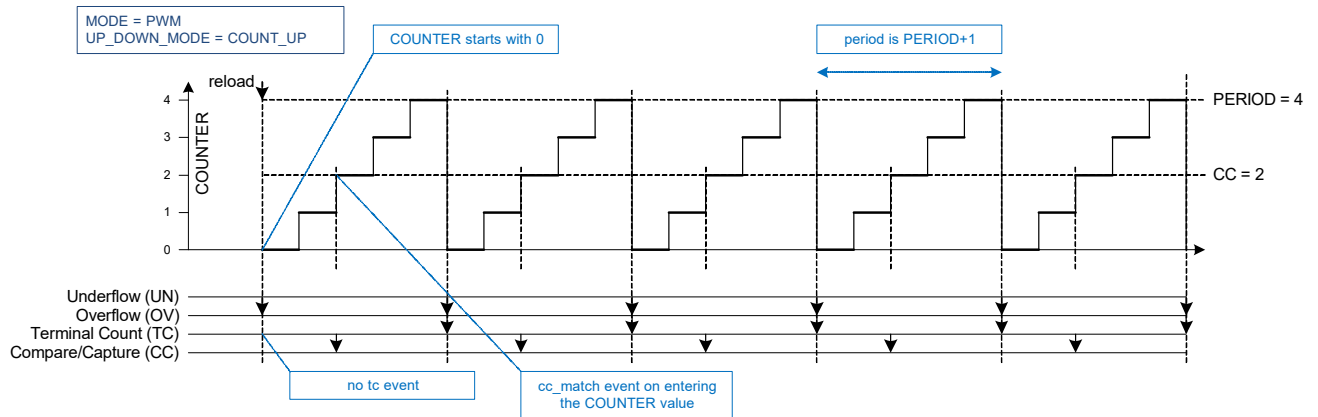 MODE = PWM
UP_DOWN_MODE = COUNT_UP
COUNTER starts with 0
period is PERIOD+1
reload
COUNTER
4
3
2
1
0
PERIOD = 4
CC = 2
Underflow (UN)
Overflow (OV)
Terminal Count (TC)
Compare/Capture (CC)
no tc event
cc_match event on entering
the COUNTER value